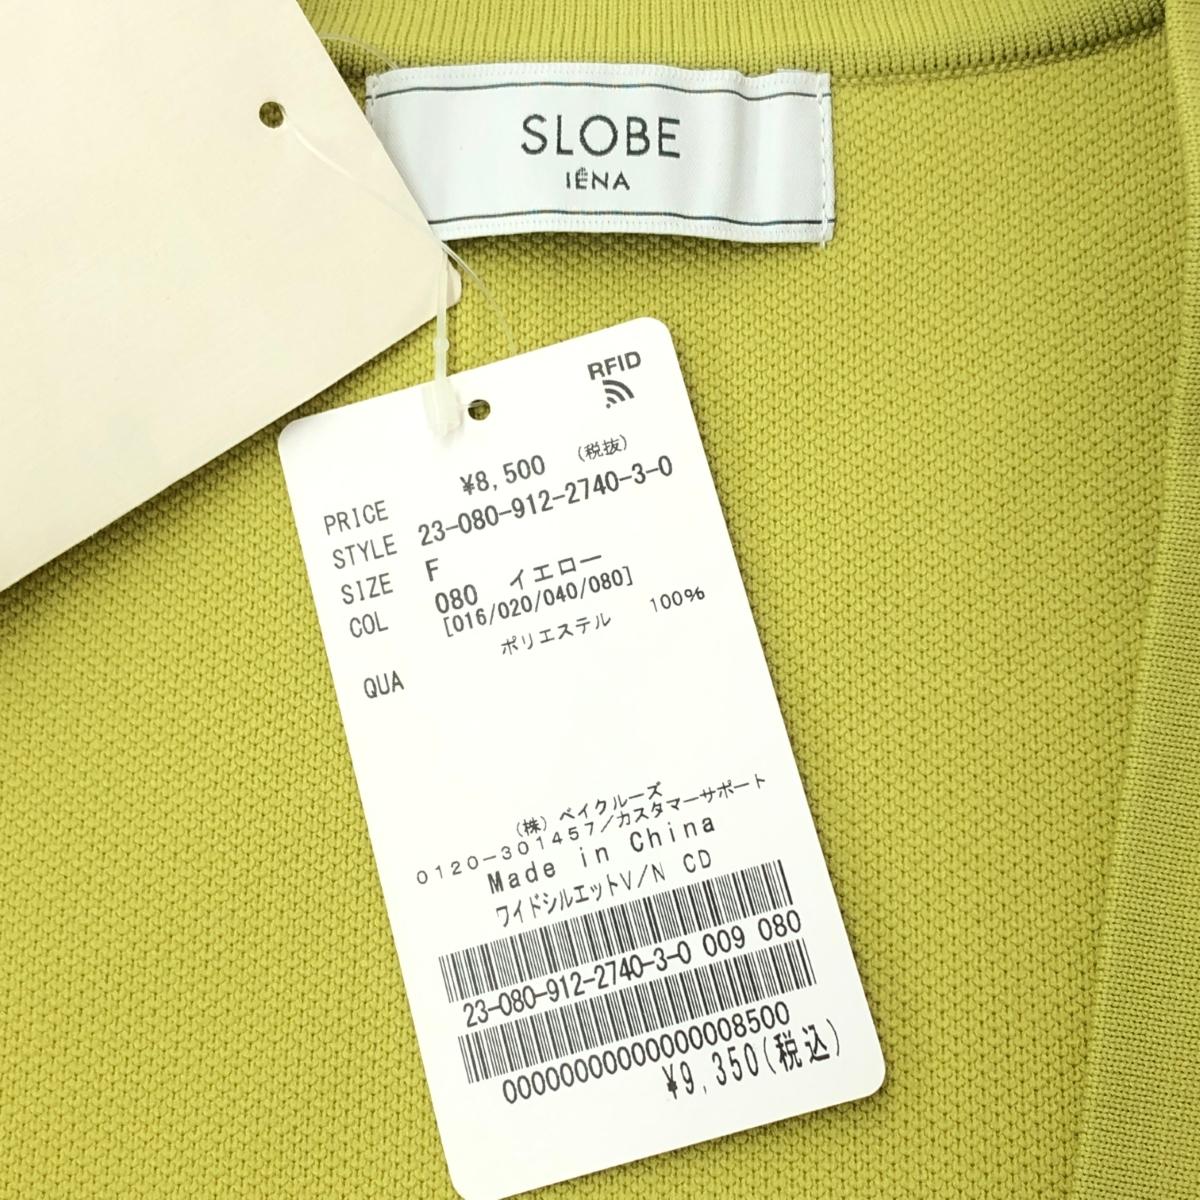 SLOBE
IÉNA
RFID
PRICE ¥8,500 (税抜)
STYLE 23-080-912-2740-3-0
SIZE F
COL 080 イエロー
[016/020/040/080]
QUA ポリエステル 100%
(株) ベイクルーズ
0120-301457/カスタマーサポート
Made in China
ワイドシルエットV/N CD
23-080-912-2740-3-0 009 080
00000000000000008500
¥9,350(税込)